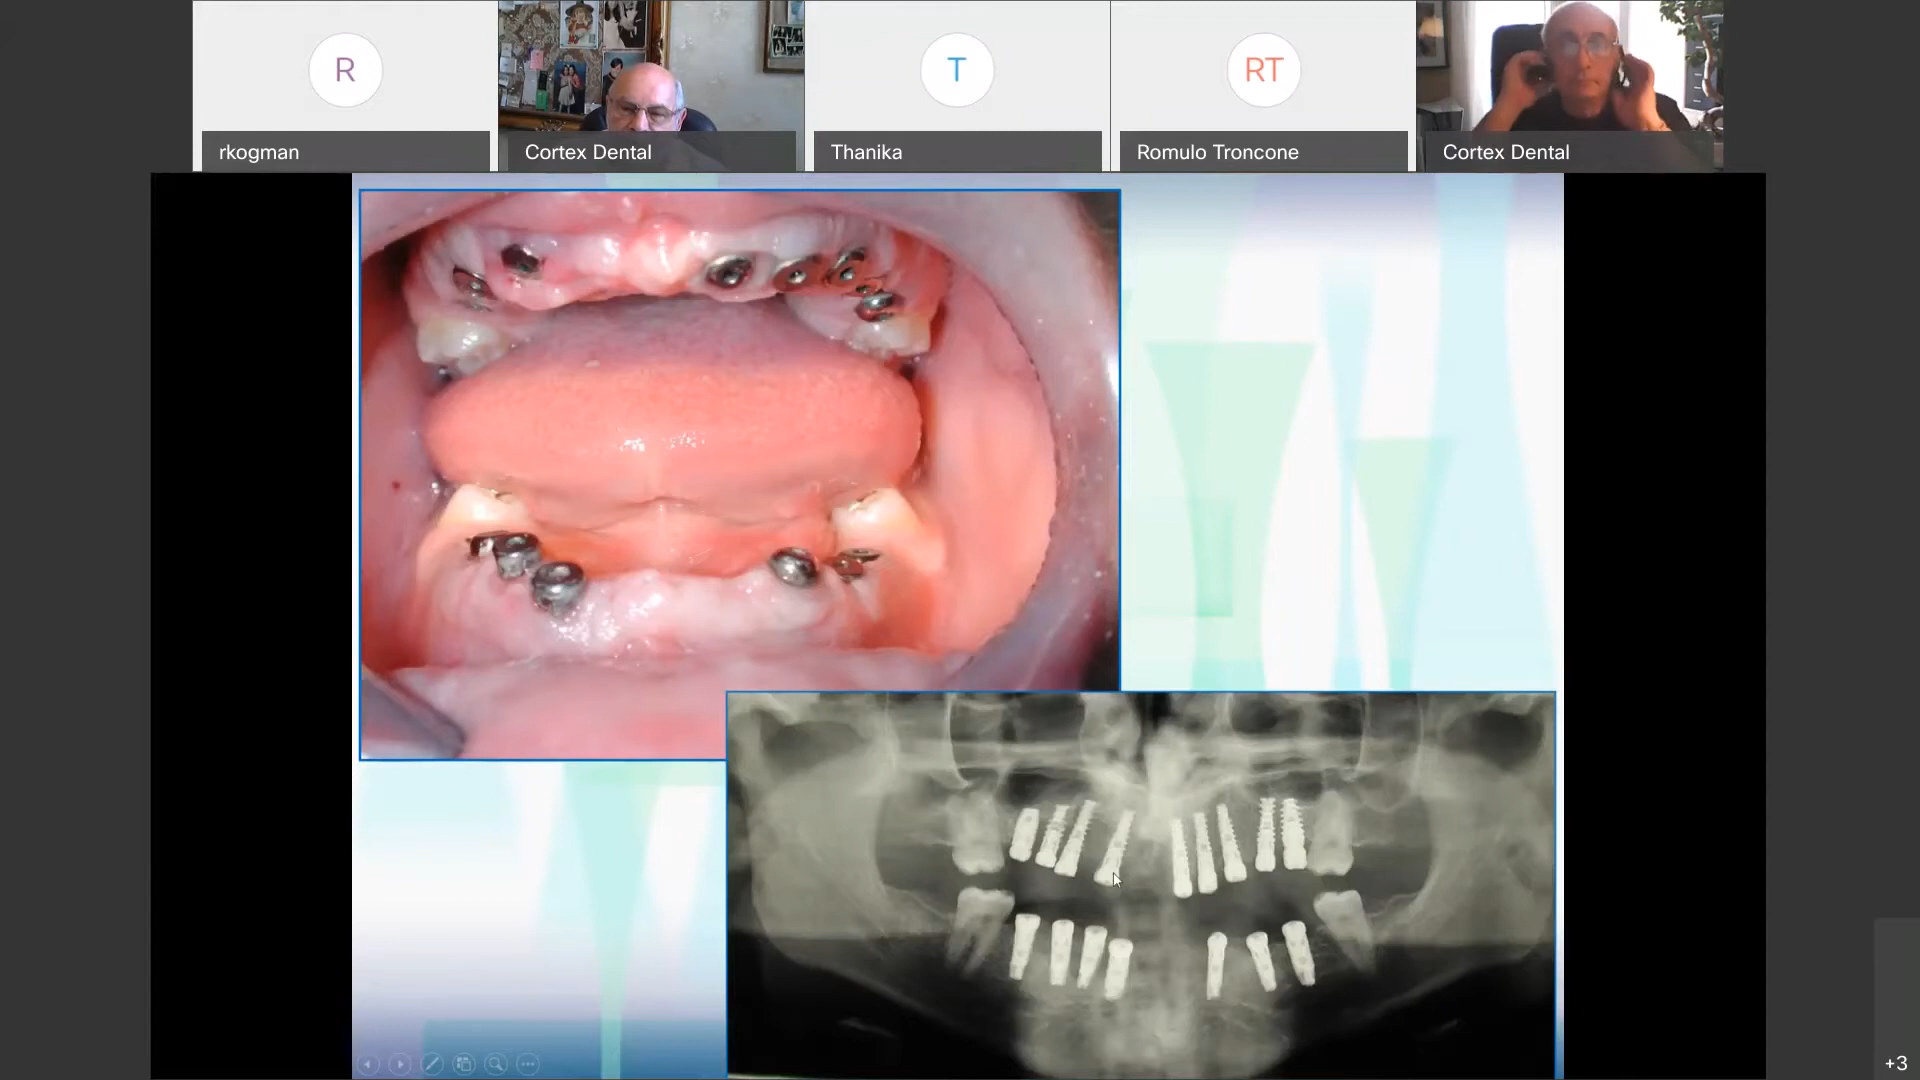 R
T
RT
rkogman
Cortex Dental
Thanika
Romulo Troncone
Cortex Dental
+3